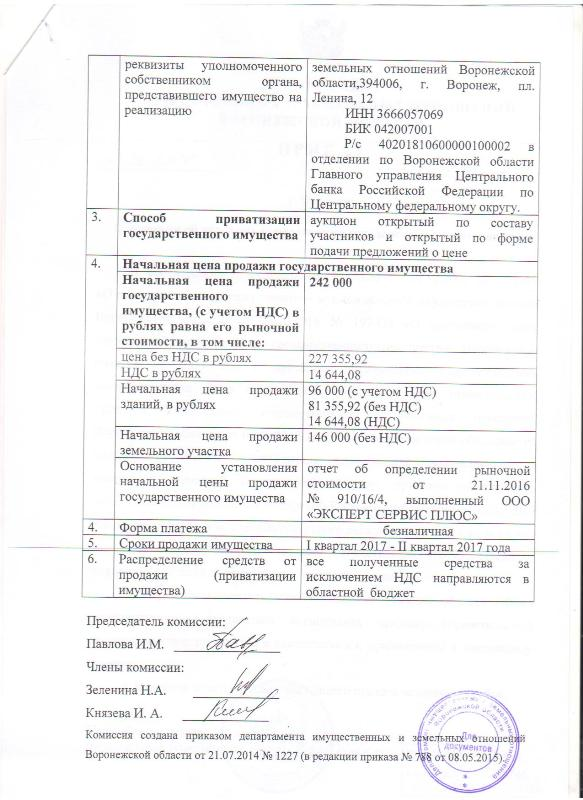 реквизиты уполномоченного
собственником органа,
представившего имущество на
реализацию
земельных отношений Воронежской
области,394006, г. Воронеж, пл.
Ленина, 12
ИНН 3666057069
БИК 042007001
Р/с 40201810600000100002 в
отделении по Воронежской области
Главного управления Центрального
банка Российской Федерации по
Центральному федеральному округу.
3.
Способ приватизации
государственного имущества
аукцион открытый по составу
участников и открытый по форме
подачи предложений о цене
4.
Начальная цена продажи государственного имущества
Начальная цена продажи
государственного
имущества, (с учетом НДС) в
рублях равна его рыночной
стоимости, в том числе:
242 000
цена без НДС в рублях
227 355,92
НДС в рублях
14 644,08
Начальная цена продажи
зданий, в рублях
96 000 (с учетом НДС)
81 355,92 (без НДС)
14 644,08 (НДС)
Начальная цена продажи
земельного участка
146 000 (без НДС)
Основание установления
начальной цены продажи
государственного имущества
отчет об определении рыночной
стоимости от 21.11.2016
№ 910/16/4, выполненный ООО
«ЭКСПЕРТ СЕРВИС ПЛЮС»
4.
Форма платежа
безналичная
5.
Сроки продажи имущества
I квартал 2017 - II квартал 2017 года
6.
Распределение средств от
продажи (приватизации
имущества)
все полученные средства за
исключением НДС направляются в
областной бюджет
Председатель комиссии:
Павлова И.М.
Члены комиссии:
Зеленина Н.А.
Князева И. А.
Для
документов
Комиссия создана приказом департамента имущественных и земельных отношений
Воронежской области от 21.07.2014 № 1227 (в редакции приказа № 788 от 08.05.2015).